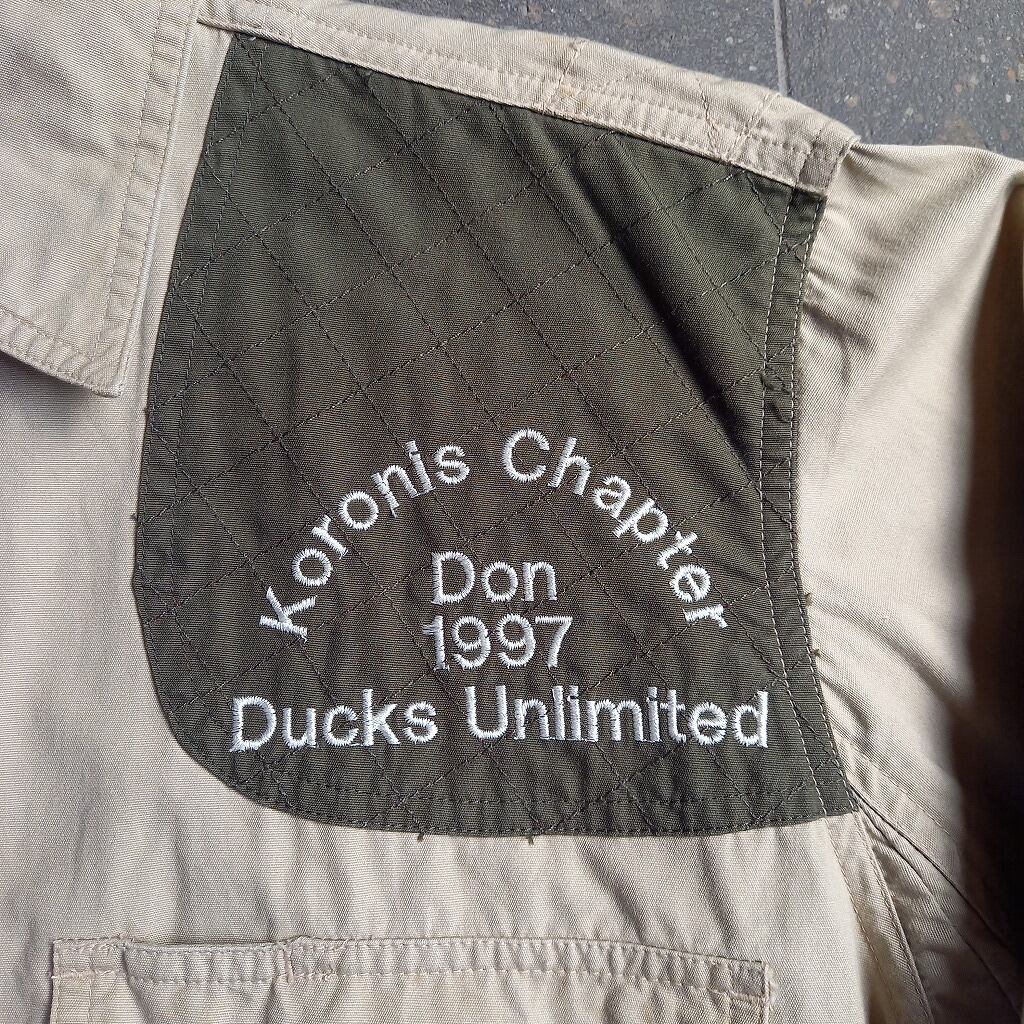 Koronis Chapter
Don
1997
Ducks Unlimited